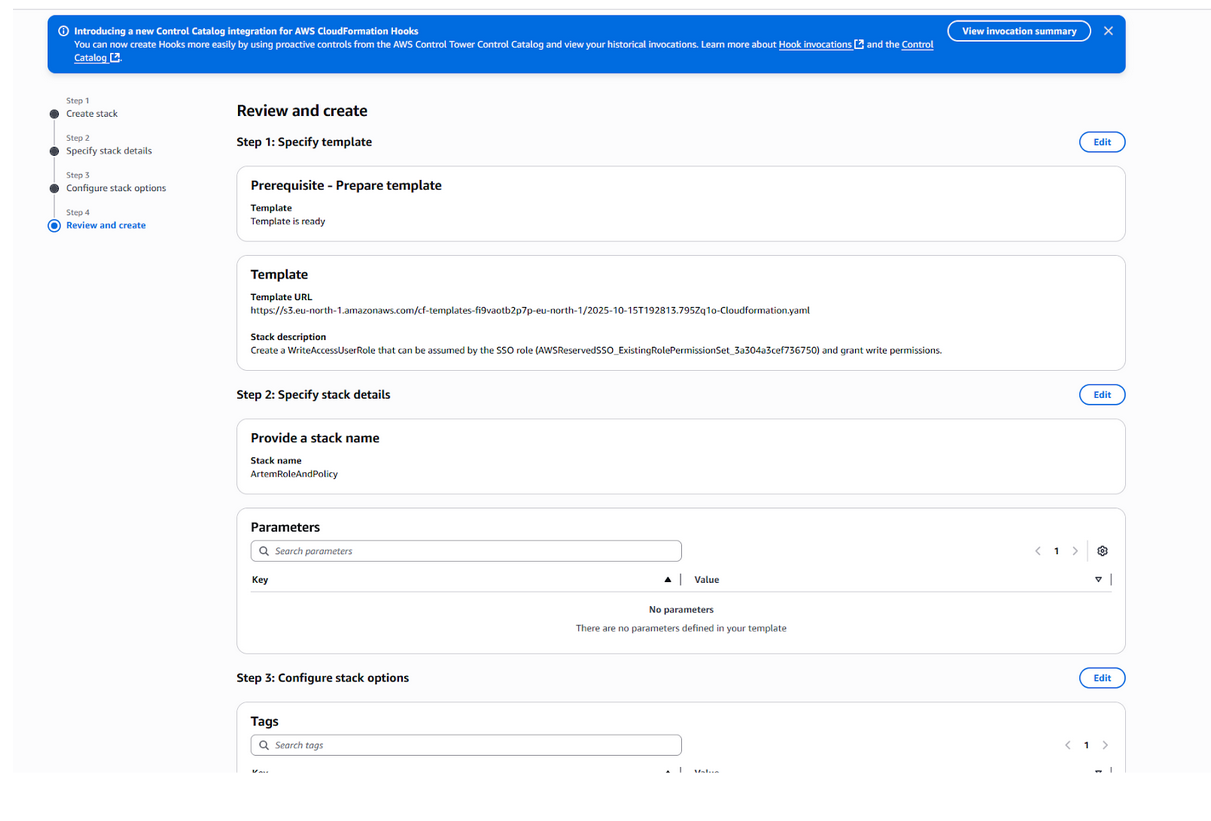 Introducing a new Control Catalog integration for AWS CloudFormation Hooks
You can now create Hooks more easily by using proactive controls from the AWS Control Tower Control Catalog and view your historical invocations. Learn more about Hook invocations and the Control
Catalog.
View invocation summary
Step 1
Create stack
Step 2
Specify stack details
Step 3
Configure stack options
Step 4
Review and create
Review and create
Step 1: Specify template
Edit
Prerequisite - Prepare template
Template
Template is ready
Template
Template URL
https://s3.eu-north-1.amazonaws.com/cf-templates-fi9vaotb2p7p-eu-north-1/2025-10-15T192813.795Zq1o-Cloudformation.yaml
Stack description
Create a WriteAccessUserRole that can be assumed by the SSO role (AWSReservedSSO_ExistingRolePermissionSet_3a304a3cef736750) and grant write permissions.
Step 2: Specify stack details
Edit
Provide a stack name
Stack name
ArtemRoleAndPolicy
Parameters
Search parameters
1
Key
Value
No parameters
There are no parameters defined in your template
Step 3: Configure stack options
Edit
Tags
Search tags
1
Key
Value